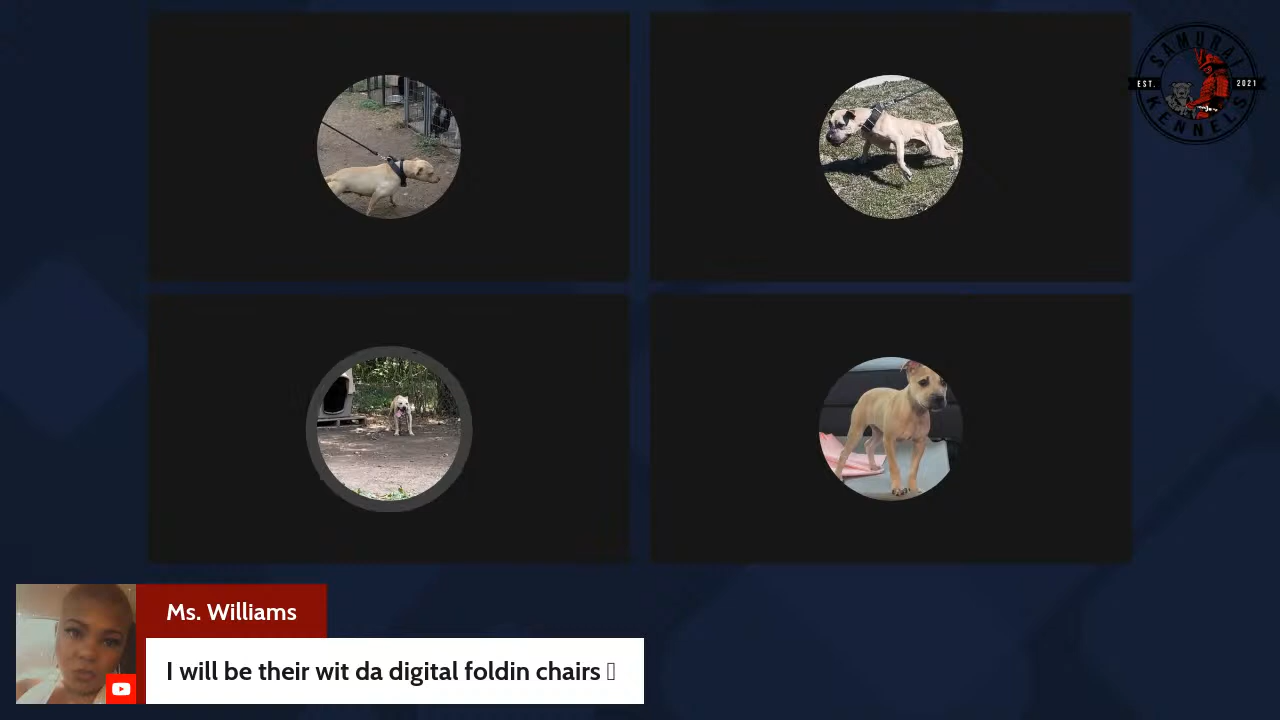 SAMURAI
EST. 2021
KENNELS
Ms. Williams
I will be their wit da digital foldin chairs